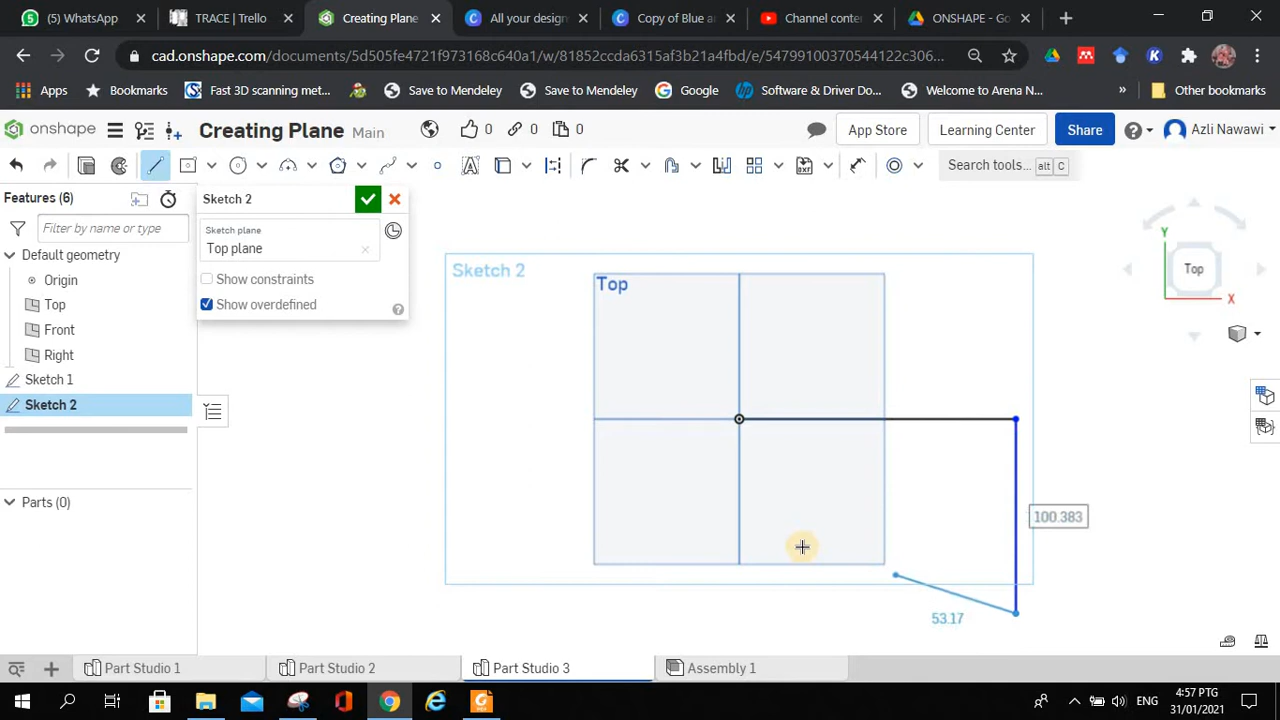 (5) WhatsApp
TRACE | Trello
Creating Plane
All your design
Copy of Blue an
Channel conten
ONSHAPE - Go
cad.onshape.com/documents/5d505fe4721f973168c640a1/w/81852ccda6315af3b21a4fbd/e/54799100370544122c306...
Apps
Bookmarks
Fast 3D scanning met...
Save to Mendeley
Save to Mendeley
Google
Software & Driver Do...
Welcome to Arena N...
»
Other bookmarks
onshape
Creating Plane
Main
0
0
0
App Store
Learning Center
Share
Azli Nawawi
Search tools...
alt
C
Features (6)
Filter by name or type
Default geometry
Origin
Top
Front
Right
Sketch 1
Sketch 2
Parts (0)
Sketch 2
Sketch plane
Top plane
Show constraints
Show overdefined
Sketch 2
Top
100.383
53.17
Y
Top
X
Part Studio 1
Part Studio 2
Part Studio 3
Assembly 1
ENG
4:57 PTG
31/01/2021